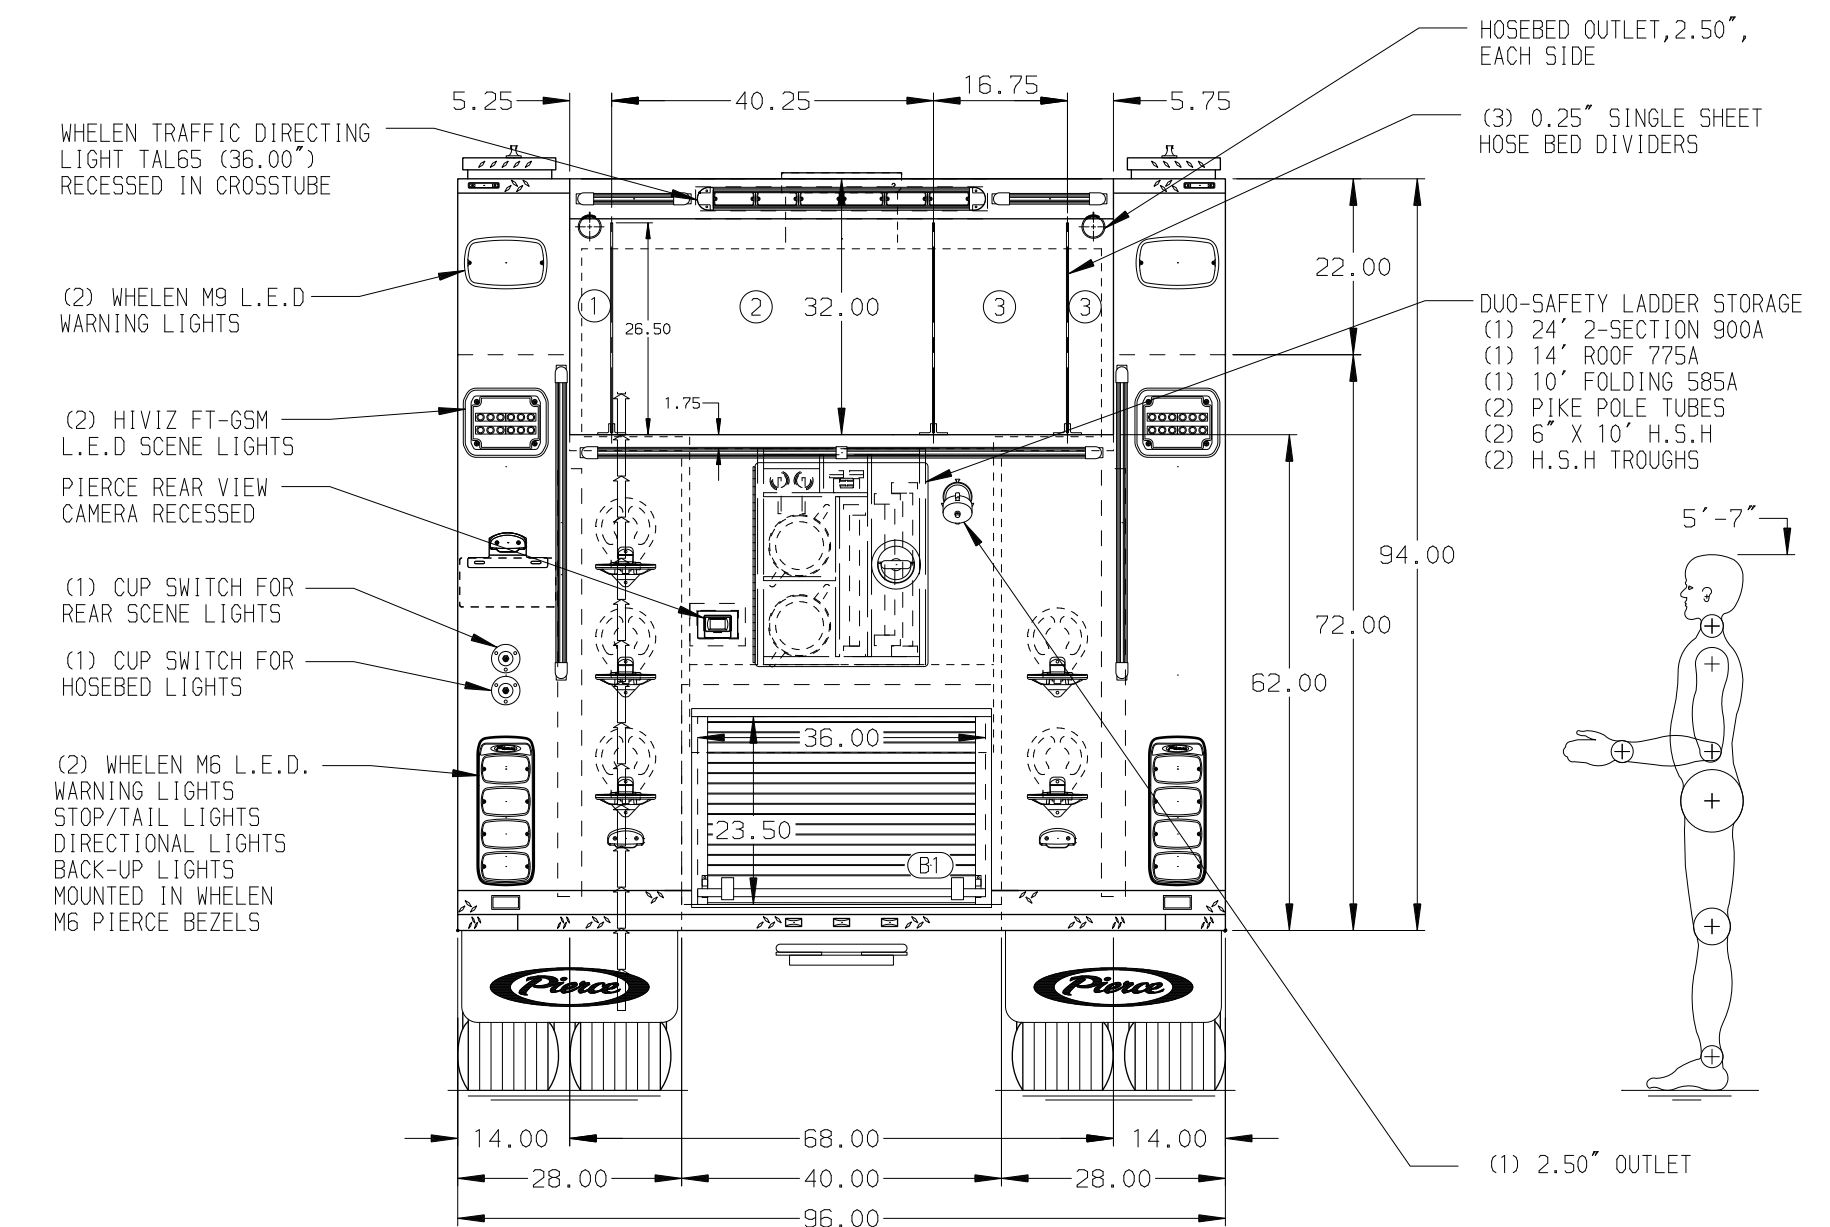 HOSEBED OUTLET,2.50″,
EACH SIDE
5.25
40.25
16.75
5.75
(3) 0.25″ SINGLE SHEET
HOSE BED DIVIDERS
WHELEN TRAFFIC DIRECTING
LIGHT TAL65 (36.00″)
RECESSED IN CROSSTUBE
22.00
(2) WHELEN M9 L.E.D
WARNING LIGHTS
1
2
32.00
3
3
26.50
DUO-SAFETY LADDER STORAGE
(1) 24′ 2-SECTION 900A
(1) 14′ ROOF 775A
(1) 10′ FOLDING 585A
(2) PIKE POLE TUBES
(2) 6″ X 10′ H.S.H
(2) H.S.H TROUGHS
1.75
(2) HIVIZ FT-GSM
L.E.D SCENE LIGHTS
PIERCE REAR VIEW
CAMERA RECESSED
5′-7″
94.00
(1) CUP SWITCH FOR
REAR SCENE LIGHTS
72.00
(1) CUP SWITCH FOR
HOSEBED LIGHTS
62.00
36.00
23.50
B1
(2) WHELEN M6 L.E.D.
WARNING LIGHTS
STOP/TAIL LIGHTS
DIRECTIONAL LIGHTS
BACK-UP LIGHTS
MOUNTED IN WHELEN
M6 PIERCE BEZELS
Pierce
Pierce
Pierce
Pierce
14.00
68.00
14.00
(1) 2.50″ OUTLET
28.00
40.00
28.00
96.00